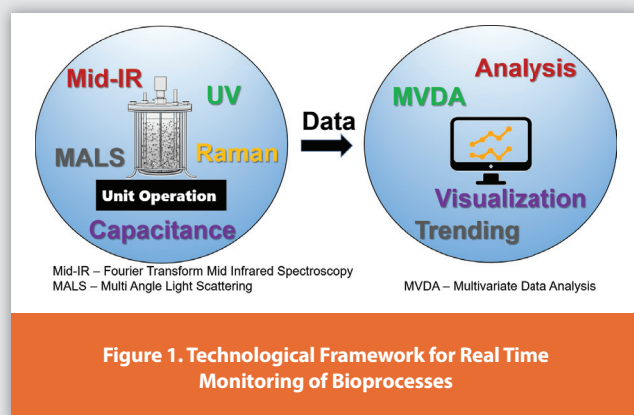 Mid-IR
UV
MALS
Raman
Unit Operation
Capacitance
Data
Analysis
MVDA
Visualization
Trending
Mid-IR – Fourier Transform Mid Infrared Spectroscopy
MALS – Multi Angle Light Scattering
MVDA – Multivariate Data Analysis
Figure 1. Technological Framework for Real Time
Monitoring of Bioprocesses